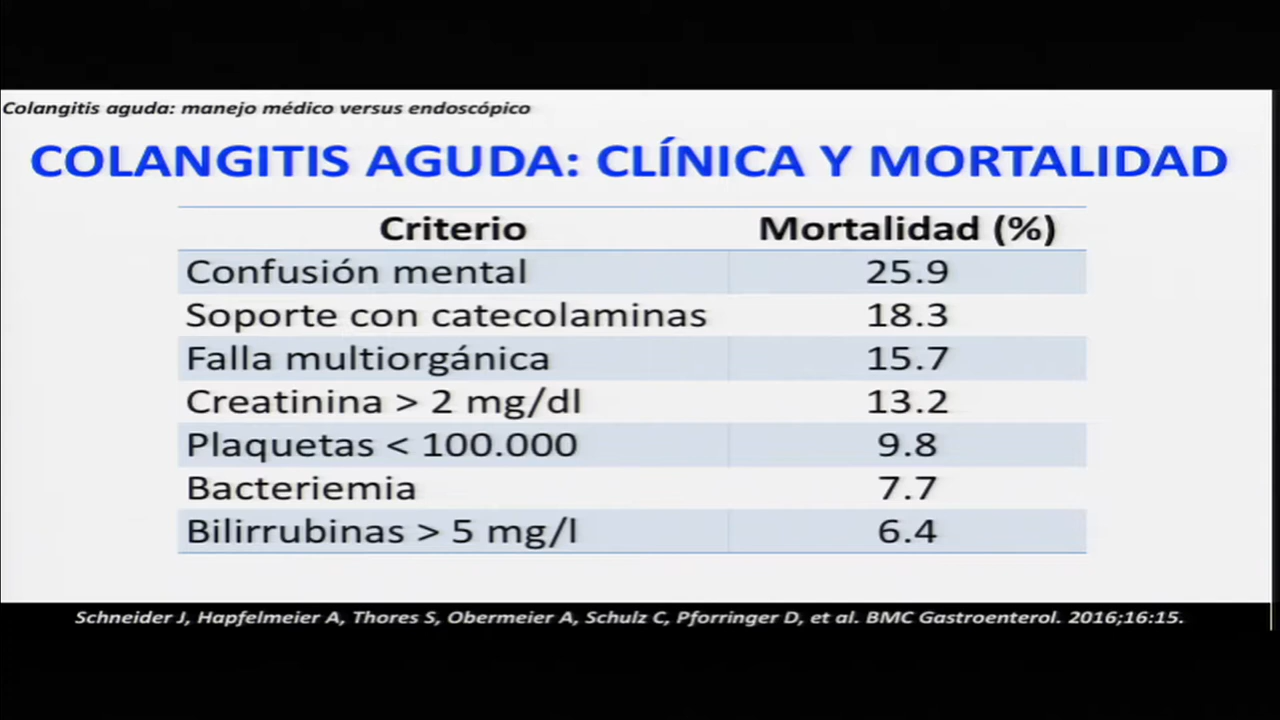 Colangitis aguda: manejo médico versus endoscópico
COLANGITIS AGUDA: CLÍNICA Y MORTALIDAD
Criterio Mortalidad (%)
Confusión mental 25.9
Soporte con catecolaminas 18.3
Falla multiorgánica 15.7
Creatinina > 2 mg/dl 13.2
Plaquetas < 100.000 9.8
Bacteriemia 7.7
Bilirrubinas > 5 mg/l 6.4
Schneider J, Hapfelmeier A, Thores S, Obermeier A, Schulz C, Pforringer D, et al. BMC Gastroenterol. 2016;16:15.